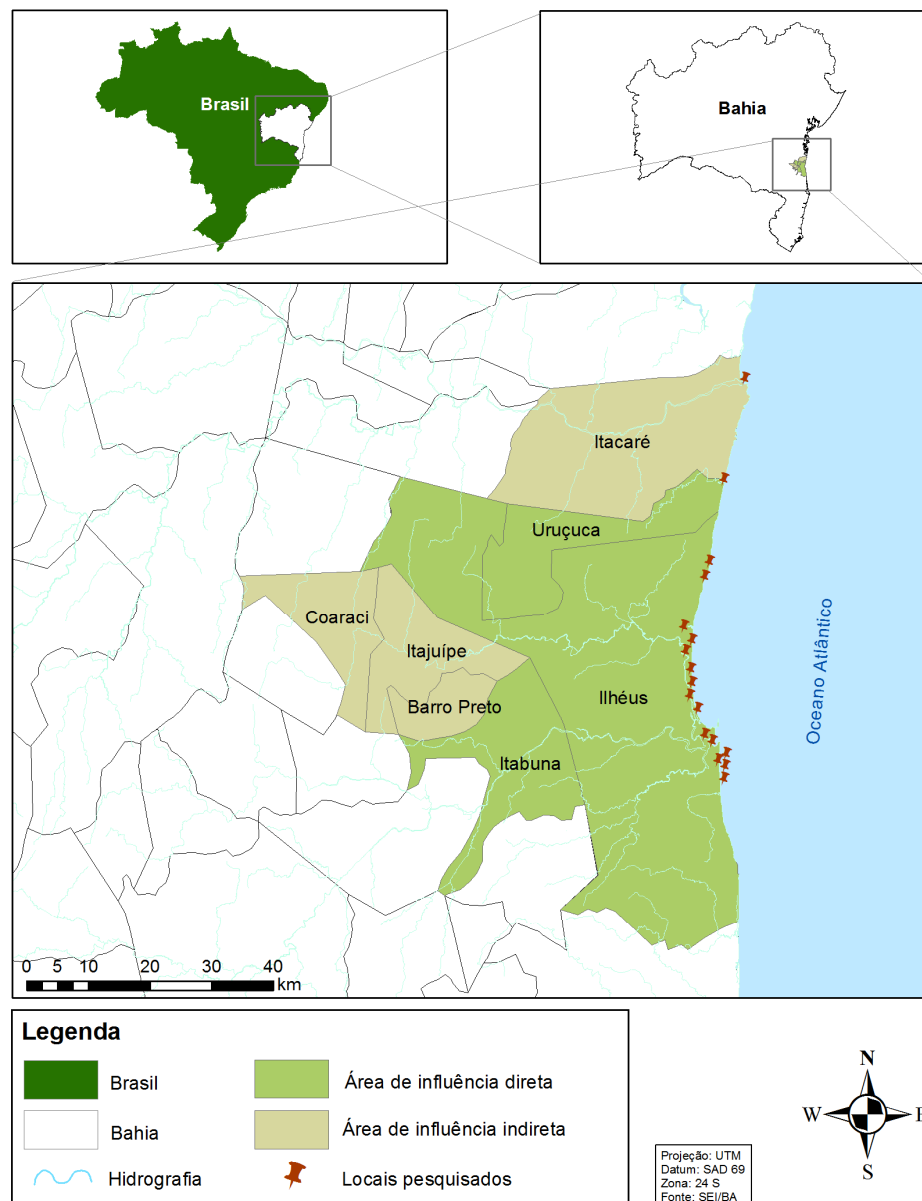 Brasil
Bahia
Itacaré
Uruçuca
Coaraci
Itajuípe
Ilhéus
Barro Preto
Itabuna
Oceano Atlântico
0 5 10 20 30 40
km
Legenda
Brasil
Área de influência direta
Bahia
Área de influência indireta
Hidrografia
Locais pesquisados
N
W
E
S
Projeção: UTM
Datum: SAD 69
Zona: 24 S
Fonte: SEI/BA